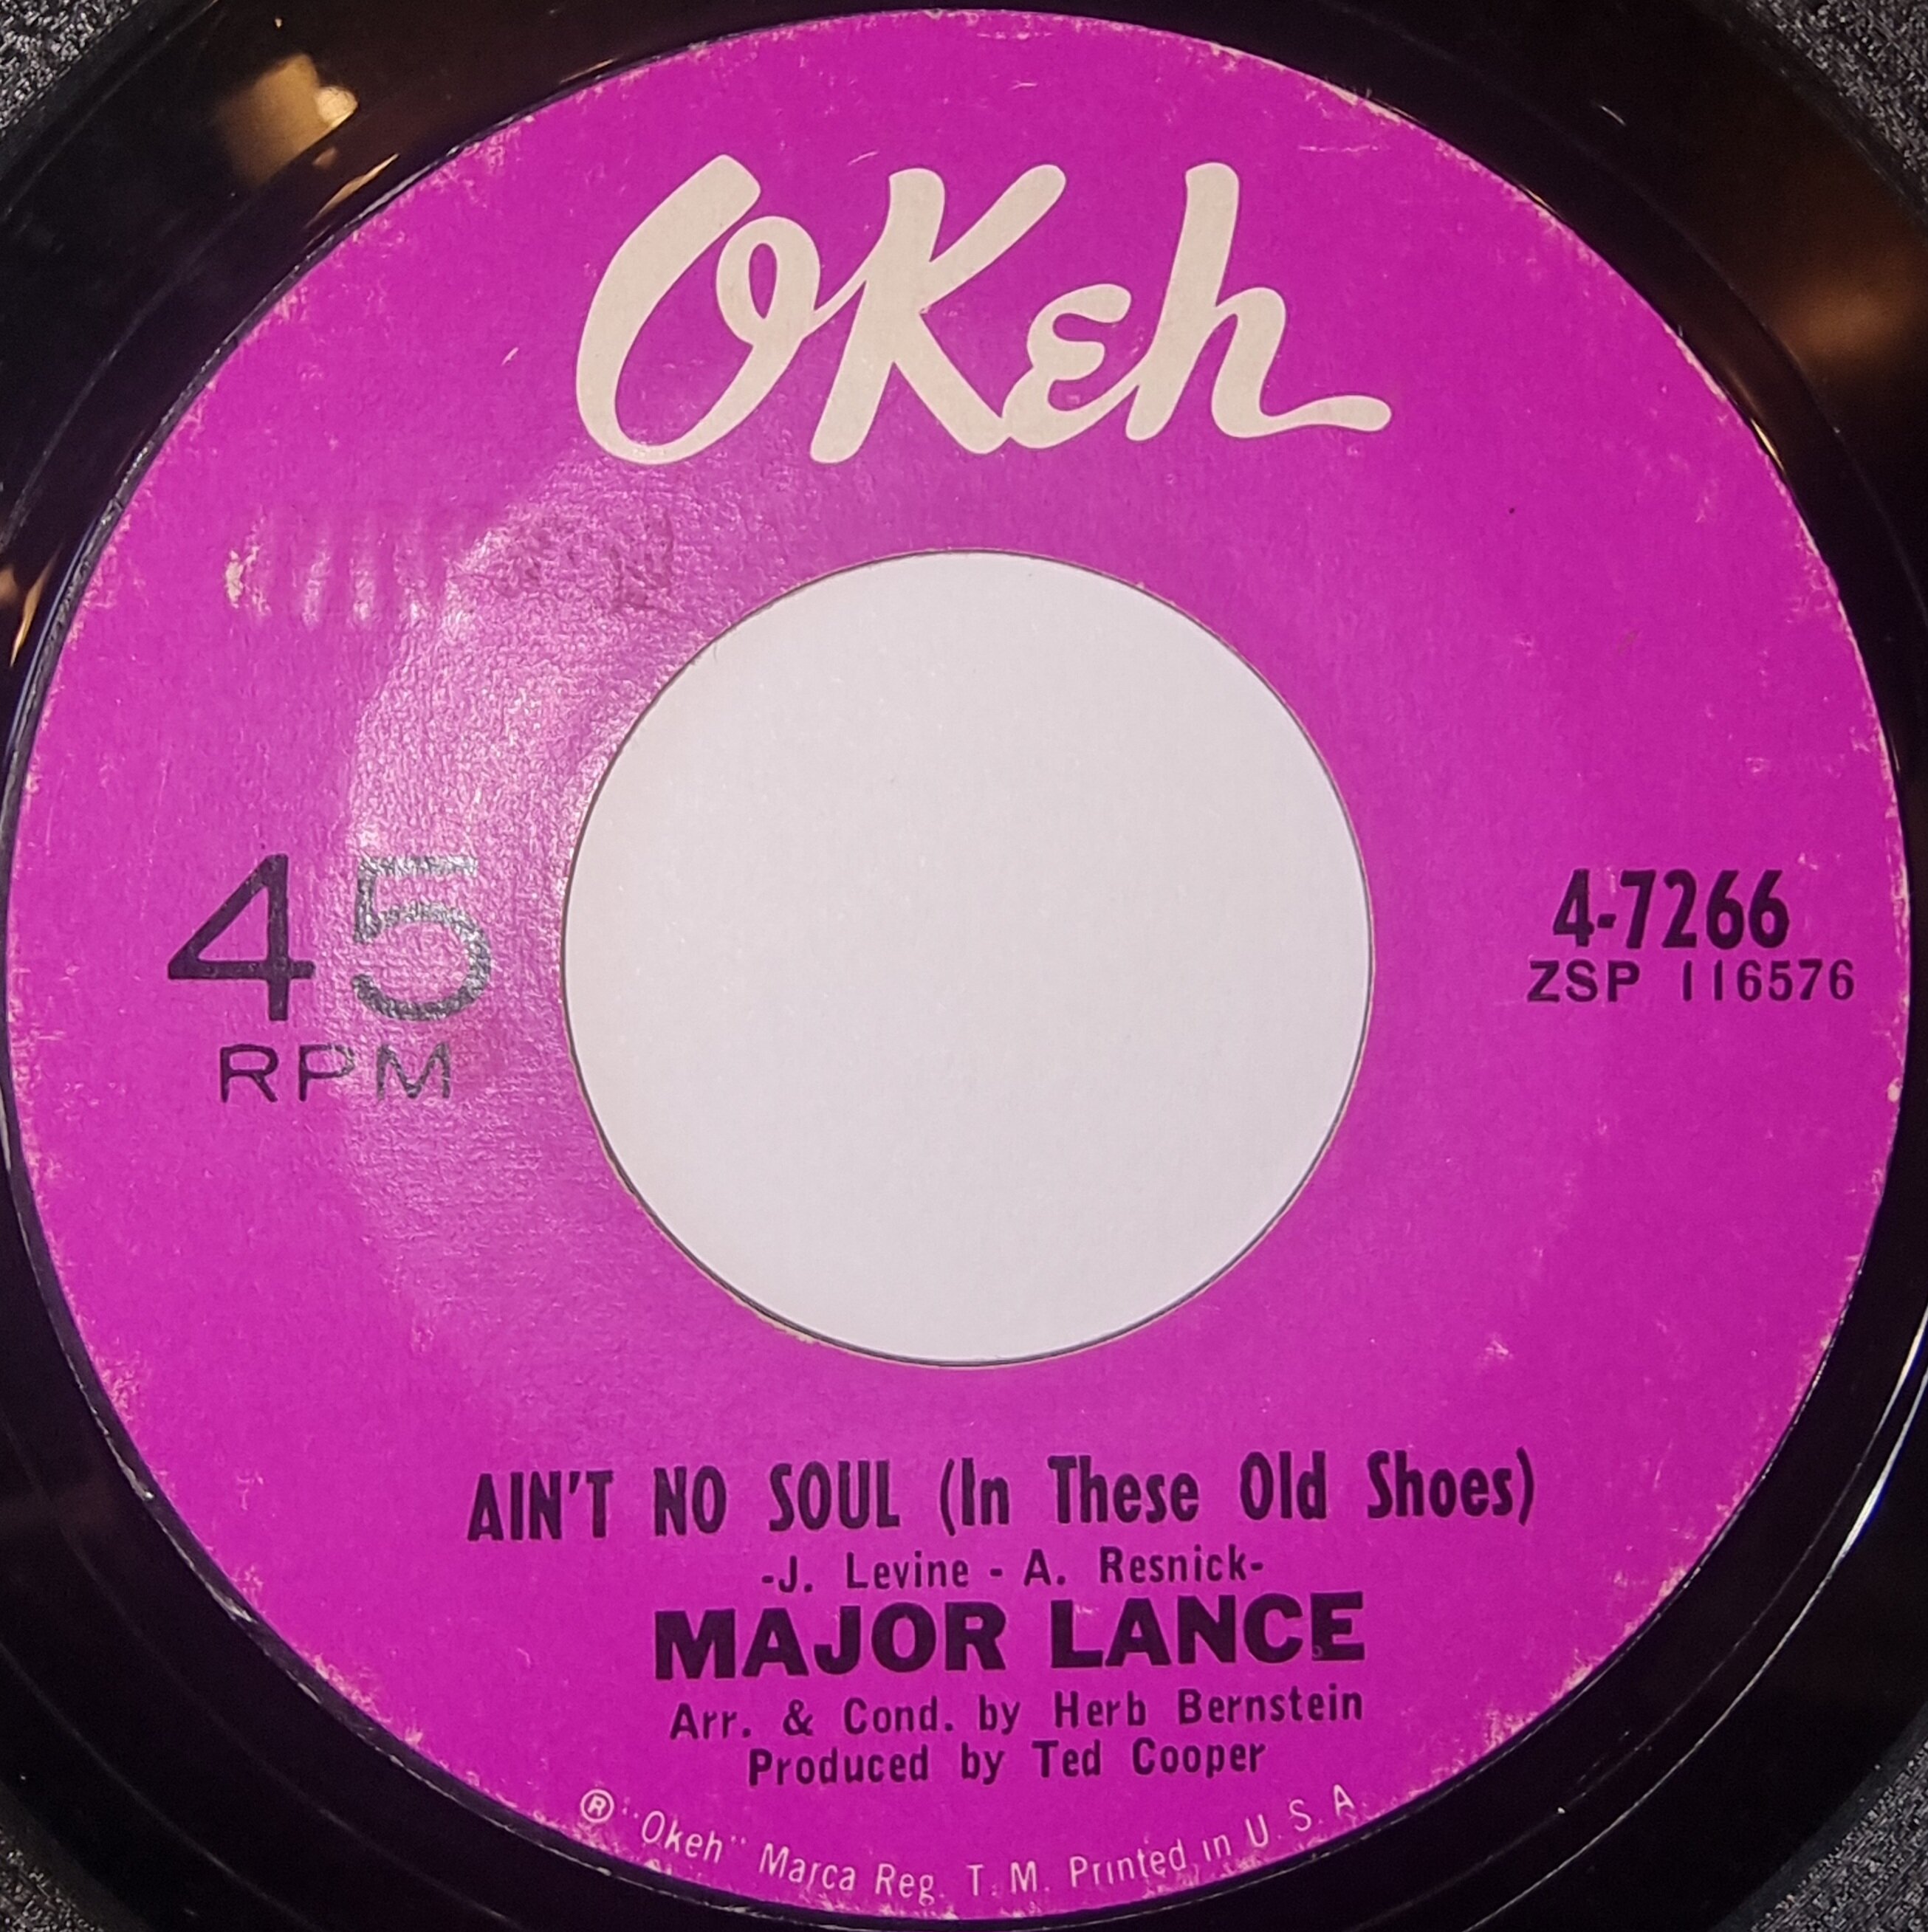 OKeh
45
RPM
4-7266
ZSP 116576
AIN'T NO SOUL (In These Old Shoes)
-J. Levine - A. Resnick-
MAJOR LANCE
Arr. & Cond. by Herb Bernstein
Produced by Ted Cooper
® "Okeh" Marca Reg. T. M. Printed in U. S. A.